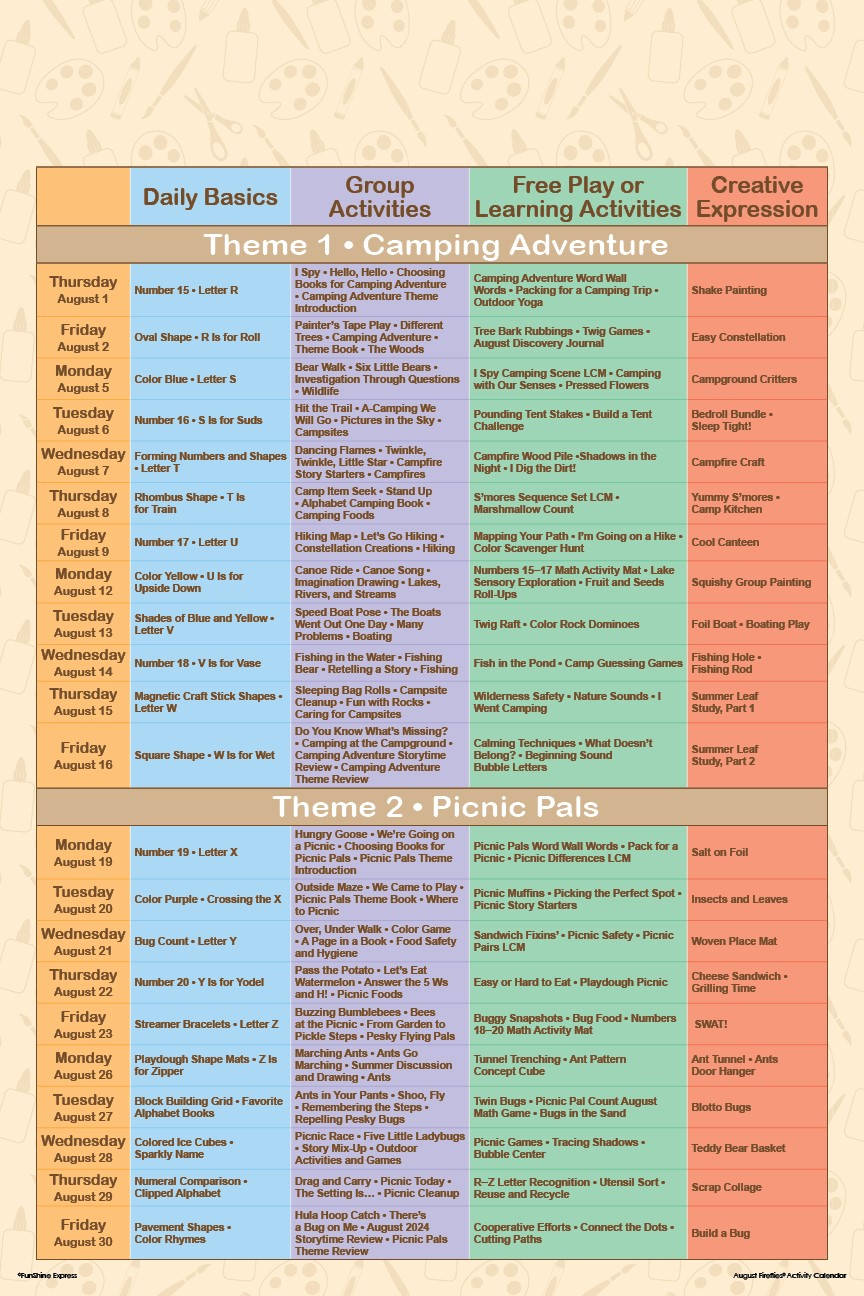 Daily Basics
Group
Activities
Free Play or
Learning Activities
Creative
Expression
Theme 1 • Camping Adventure
Thursday
August 1
Number 15 • Letter R
I Spy • Hello, Hello • Choosing
Books for Camping Adventure
• Camping Adventure Theme
Introduction
Camping Adventure Word Wall
Words • Packing for a Camping Trip •
Outdoor Yoga
Shake Painting
Friday
August 2
Oval Shape • R Is for Roll
Painter's Tape Play • Different
Trees • Camping Adventure •
Theme Book • The Woods
Tree Bark Rubbings • Twig Games •
August Discovery Journal
Easy Constellation
Monday
August 5
Color Blue • Letter S
Bear Walk • Six Little Bears •
Investigation Through Questions
• Wildlife
I Spy Camping Scene LCM • Camping
with Our Senses • Pressed Flowers
Campground Critters
Tuesday
August 6
Number 16 • S Is for Suds
Hit the Trail • A-Camping We
Will Go • Pictures in the Sky •
Campsites
Pounding Tent Stakes • Build a Tent
Challenge
Bedroll Bundle •
Sleep Tight!
Wednesday
August 7
Forming Numbers and Shapes
• Letter T
Dancing Flames • Twinkle,
Twinkle, Little Star • Campfire
Story Starters • Campfires
Campfire Wood Pile •Shadows in the
Night • I Dig the Dirt!
Campfire Craft
Thursday
August 8
Rhombus Shape • T Is
for Train
Camp Item Seek • Stand Up
• Alphabet Camping Book •
Camping Foods
S'mores Sequence Set LCM •
Marshmallow Count
Yummy S'mores •
Camp Kitchen
Friday
August 9
Number 17 • Letter U
Hiking Map • Let's Go Hiking •
Constellation Creations • Hiking
Mapping Your Path • I'm Going on a Hike •
Color Scavenger Hunt
Cool Canteen
Monday
August 12
Color Yellow • U Is for
Upside Down
Canoe Ride • Canoe Song •
Imagination Drawing • Lakes,
Rivers, and Streams
Numbers 15–17 Math Activity Mat • Lake
Sensory Exploration • Fruit and Seeds
Roll-Ups
Squishy Group Painting
Tuesday
August 13
Shades of Blue and Yellow •
Letter V
Speed Boat Pose • The Boats
Went Out One Day • Many
Problems • Boating
Twig Raft • Color Rock Dominoes
Foil Boat • Boating Play
Wednesday
August 14
Number 18 • V Is for Vase
Fishing in the Water • Fishing
Bear • Retelling a Story • Fishing
Fish in the Pond • Camp Guessing Games
Fishing Hole •
Fishing Rod
Thursday
August 15
Magnetic Craft Stick Shapes •
Letter W
Sleeping Bag Rolls • Campsite
Cleanup • Fun with Rocks •
Caring for Campsites
Wilderness Safety • Nature Sounds • I
Went Camping
Summer Leaf
Study, Part 1
Friday
August 16
Square Shape • W Is for Wet
Do You Know What's Missing?
• Camping at the Campground •
Camping Adventure Storytime
Review • Camping Adventure
Theme Review
Calming Techniques • What Doesn't
Belong? • Beginning Sound
Bubble Letters
Summer Leaf
Study, Part 2
Theme 2 • Picnic Pals
Monday
August 19
Number 19 • Letter X
Hungry Goose • We're Going on
a Picnic • Choosing Books for
Picnic Pals • Picnic Pals Theme
Introduction
Picnic Pals Word Wall Words • Pack for a
Picnic • Picnic Differences LCM
Salt on Foil
Tuesday
August 20
Color Purple • Crossing the X
Outside Maze • We Came to Play •
Picnic Pals Theme Book • Where
to Picnic
Picnic Muffins • Picking the Perfect Spot •
Picnic Story Starters
Insects and Leaves
Wednesday
August 21
Bug Count • Letter Y
Over, Under Walk • Color Game
• A Page in a Book • Food Safety
and Hygiene
Sandwich Fixins' • Picnic Safety • Picnic
Pairs LCM
Woven Place Mat
Thursday
August 22
Number 20 • Y Is for Yodel
Pass the Potato • Let's Eat
Watermelon • Answer the 5 Ws
and H! • Picnic Foods
Easy or Hard to Eat • Playdough Picnic
Cheese Sandwich •
Grilling Time
Friday
August 23
Streamer Bracelets • Letter Z
Buzzing Bumblebees • Bees
at the Picnic • From Garden to
Pickle Steps • Pesky Flying Pals
Buggy Snapshots • Bug Food • Numbers
18–20 Math Activity Mat
SWAT!
Monday
August 26
Playdough Shape Mats • Z Is
for Zipper
Marching Ants • Ants Go
Marching • Summer Discussion
and Drawing • Ants
Tunnel Trenching • Ant Pattern
Concept Cube
Ant Tunnel • Ants
Door Hanger
Tuesday
August 27
Block Building Grid • Favorite
Alphabet Books
Ants in Your Pants • Shoo, Fly
• Remembering the Steps •
Repelling Pesky Bugs
Twin Bugs • Picnic Pal Count August
Math Game • Bugs in the Sand
Blotto Bugs
Wednesday
August 28
Colored Ice Cubes •
Sparkly Name
Picnic Race • Five Little Ladybugs
• Story Mix-Up • Outdoor
Activities and Games
Picnic Games • Tracing Shadows •
Bubble Center
Teddy Bear Basket
Thursday
August 29
Numeral Comparison •
Clipped Alphabet
Drag and Carry • Picnic Today •
The Setting Is... • Picnic Cleanup
R–Z Letter Recognition • Utensil Sort •
Reuse and Recycle
Scrap Collage
Friday
August 30
Pavement Shapes •
Color Rhymes
Hula Hoop Catch • There's
a Bug on Me • August 2024
Storytime Review • Picnic Pals
Theme Review
Cooperative Efforts • Connect the Dots •
Cutting Paths
Build a Bug
©FunShine Express
August Fireflies® Activity Calendar